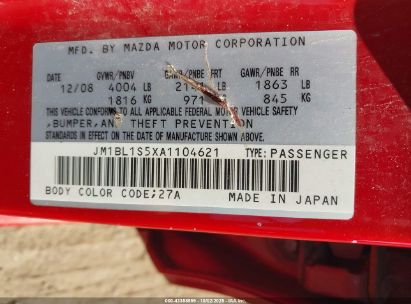 MFD. BY MAZDA MOTOR CORPORATION
GVWR/PNBV GAWR/PNBE FRT GAWR/PNBE RR
12/08 4004 LB LB 1863 LB
1816 KG 971 845 KG
THIS VEHICLE CONFORMS TO ALL APPLICABLE FEDERAL MOTOR VEHICLE SAFETY,
BUMPER, AND THEFT PREVENTION
STANDARDS IN EFFECT ON THE DATE OF MANUFACTURE SHOWN ABOVE.
JM1BL1S5XA1104621 TYPE:PASSENGER
BODY COLOR CODE;27A MADE IN JAPAN